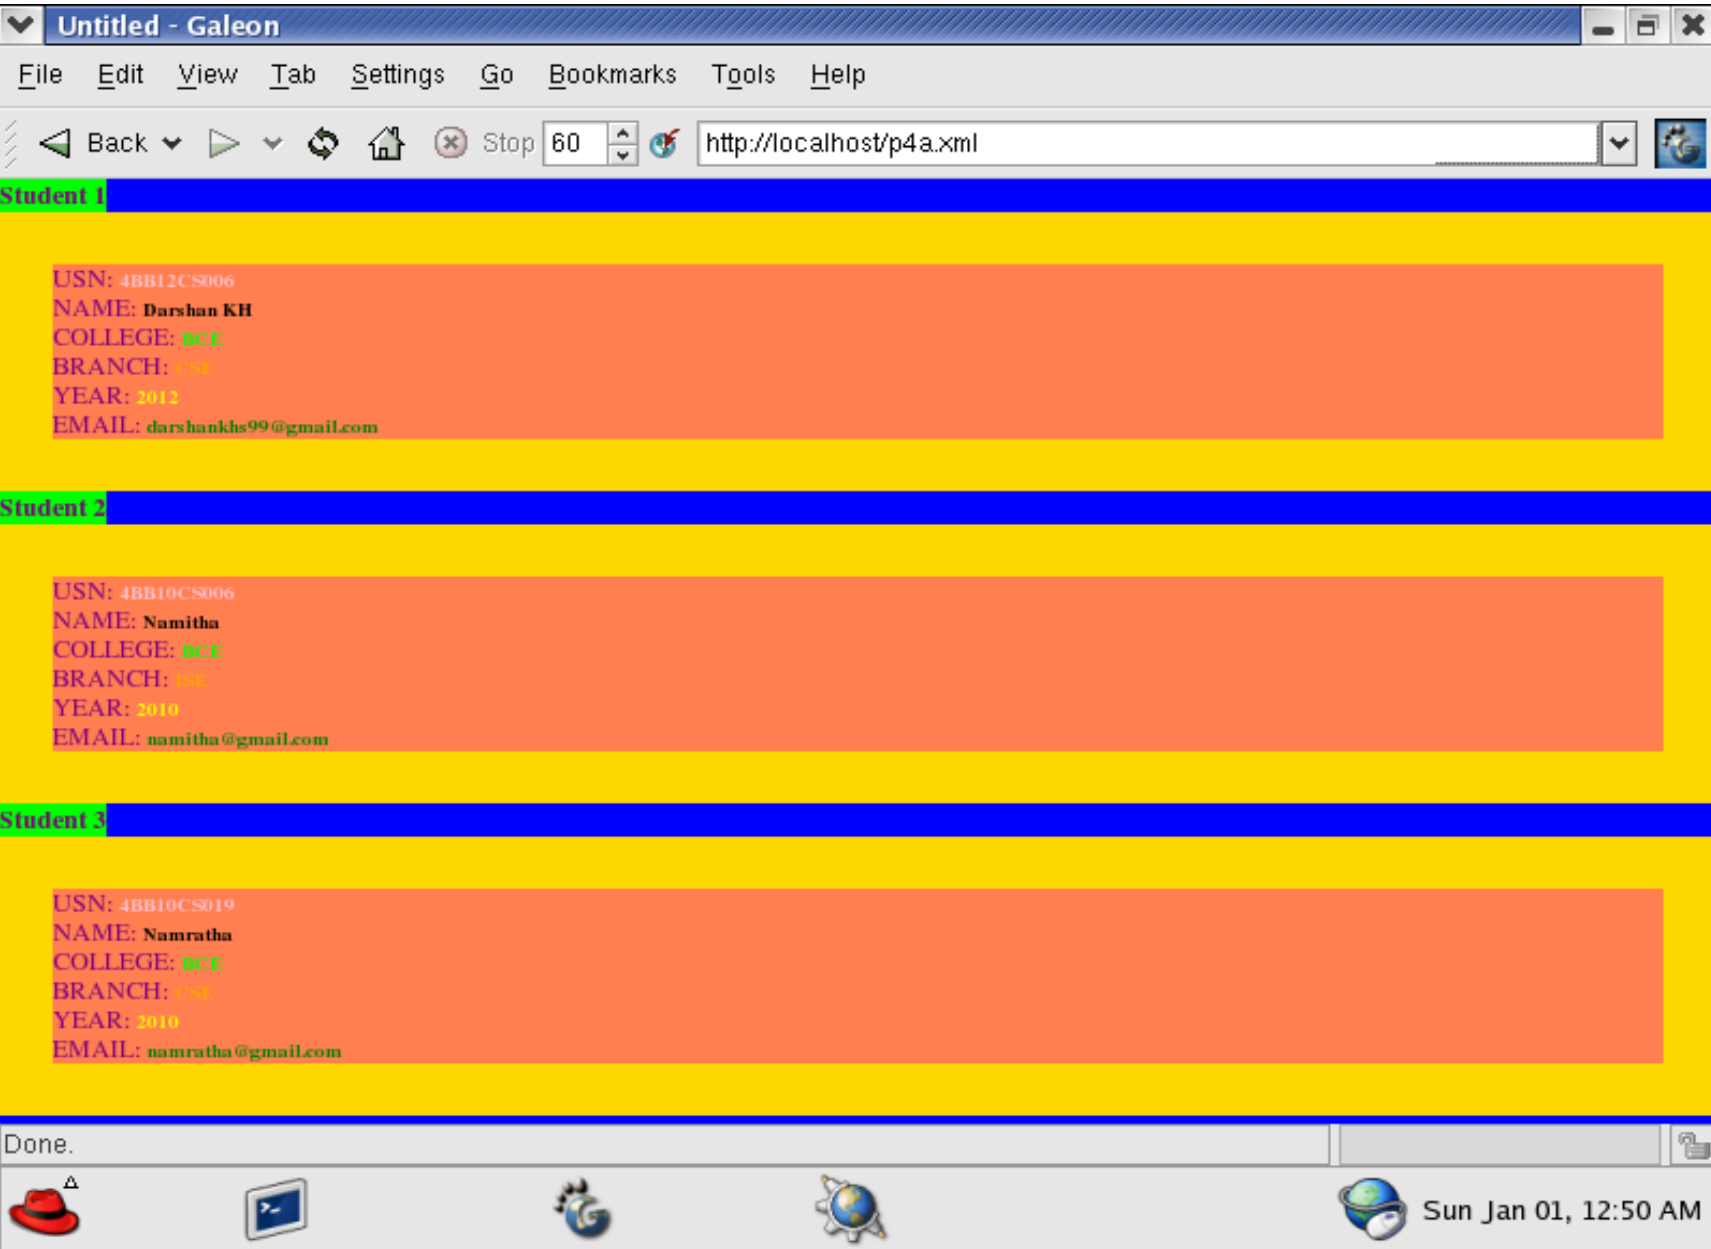 Untitled - Galeon
File Edit View Tab Settings Go Bookmarks Tools Help
Back Stop 60 http://localhost/p4a.xml
Student 1
USN: 4BB12CS006
NAME: Darshan KH
COLLEGE: BCE
BRANCH: CSE
YEAR: 2012
EMAIL: darshankhs99@gmail.com
Student 2
USN: 4BB10CS006
NAME: Namitha
COLLEGE: BCE
BRANCH: ISE
YEAR: 2010
EMAIL: namitha@gmail.com
Student 3
USN: 4BB10CS019
NAME: Namratha
COLLEGE: BCE
BRANCH: CSE
YEAR: 2010
EMAIL: namratha@gmail.com
Done.
Sun Jan 01, 12:50 AM